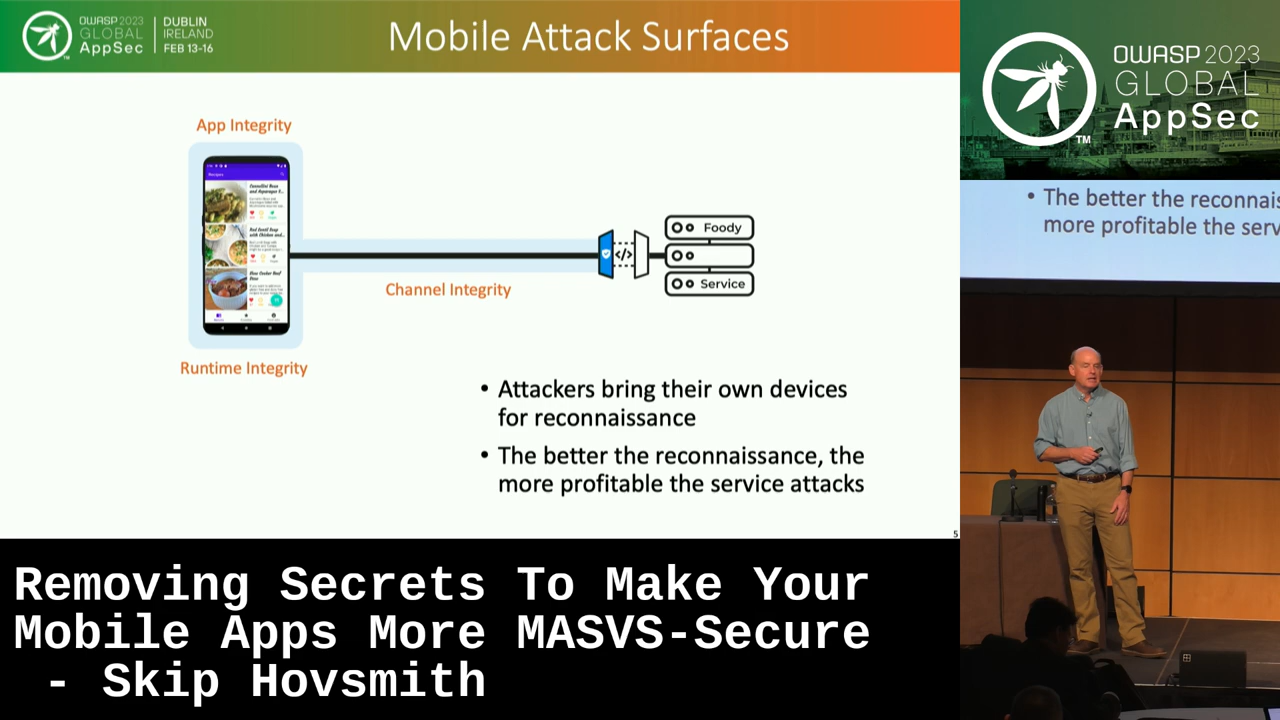 OWASP 2023
GLOBAL
AppSec
DUBLIN
IRELAND
FEB 13-16
TM
Mobile Attack Surfaces
App Integrity
Recipes
Runtime Integrity
Channel Integrity
</>
Foody
Service
• Attackers bring their own devices
for reconnaissance
• The better the reconnaissance, the
more profitable the service attacks
5
OWASP 2023
GLOBAL
AppSec
TM
• The better the reconnais
more profitable the serv
Removing Secrets To Make Your
Mobile Apps More MASVS-Secure
- Skip Hovsmith